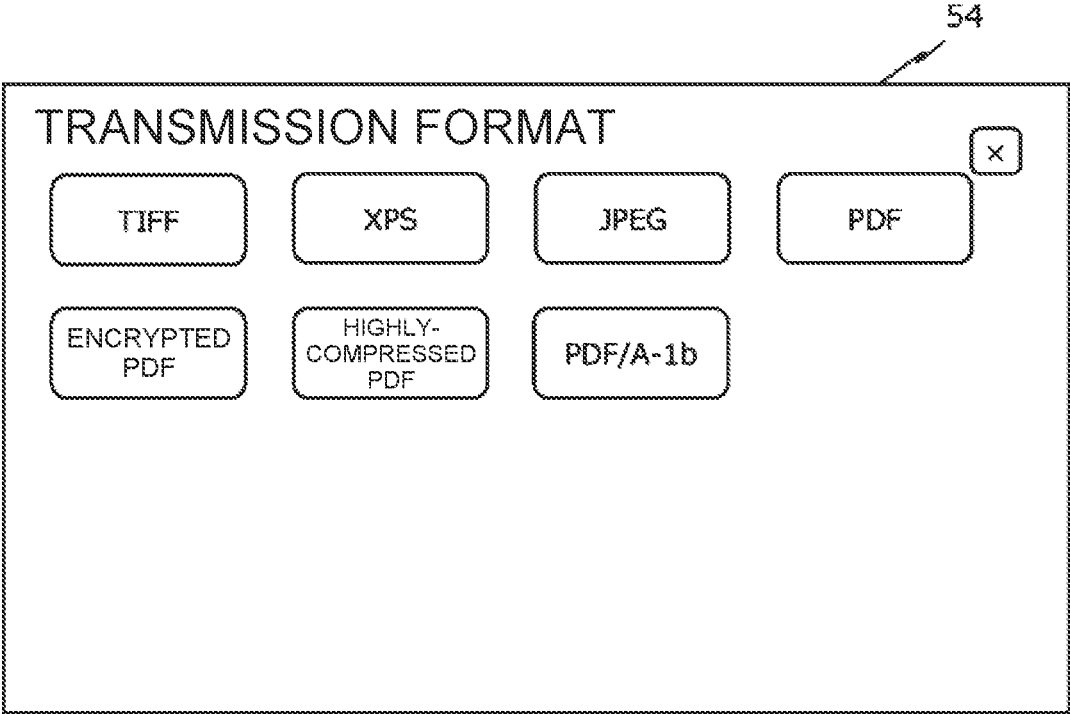 54
TRANSMISSION FORMAT
×
TIFF
XPS
JPEG
PDF
ENCRYPTED
PDF
HIGHLY-
COMPRESSED
PDF
PDF/A-1b